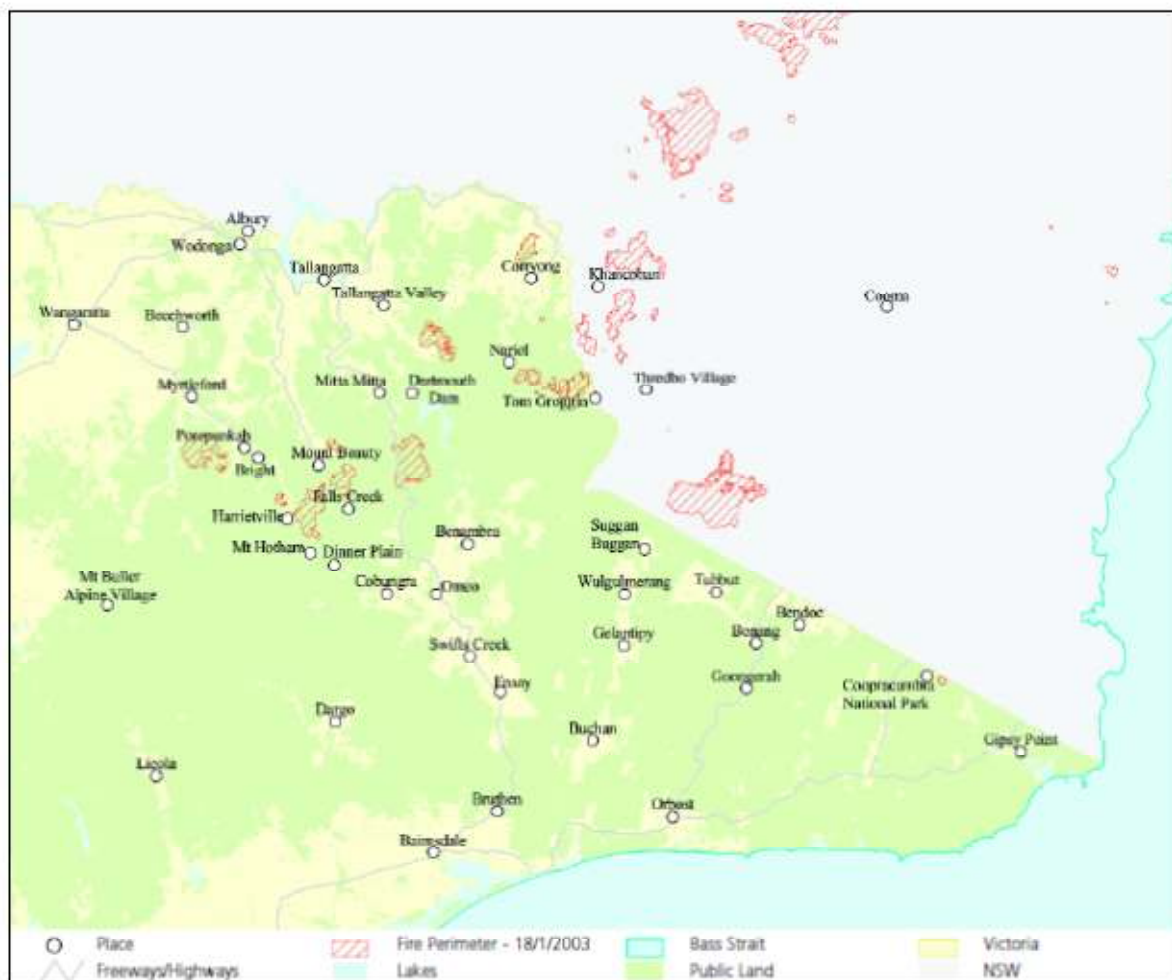 Albury
Wodonga
Tallangatta
Tallangatta Valley
Corryong
Khancoban
Cooma
Wangaratta
Beechworth
Nariel
Myrtleford
Mitta Mitta
Dartmouth
Dam
Tom Groggin
Thredbo Village
Porepunkah
Bright
Mount Beauty
Falls Creek
Harrietville
Mt Hotham
Dinner Plain
Benambra
Suggan
Buggan
Mt Buller
Alpine Village
Cobungra
Omeo
Wulgulmerang
Tubbut
Bendoc
Gelantipy
Bonang
Swifts Creek
Ensay
Goongerah
Coopracambra
National Park
Dargo
Buchan
Gipsy Point
Licola
Bruthen
Orbost
Bairnsdale
Place
Fire Perimeter - 18/1/2003
Bass Strait
Victoria
Freeways/Highways
Lakes
Public Land
NSW